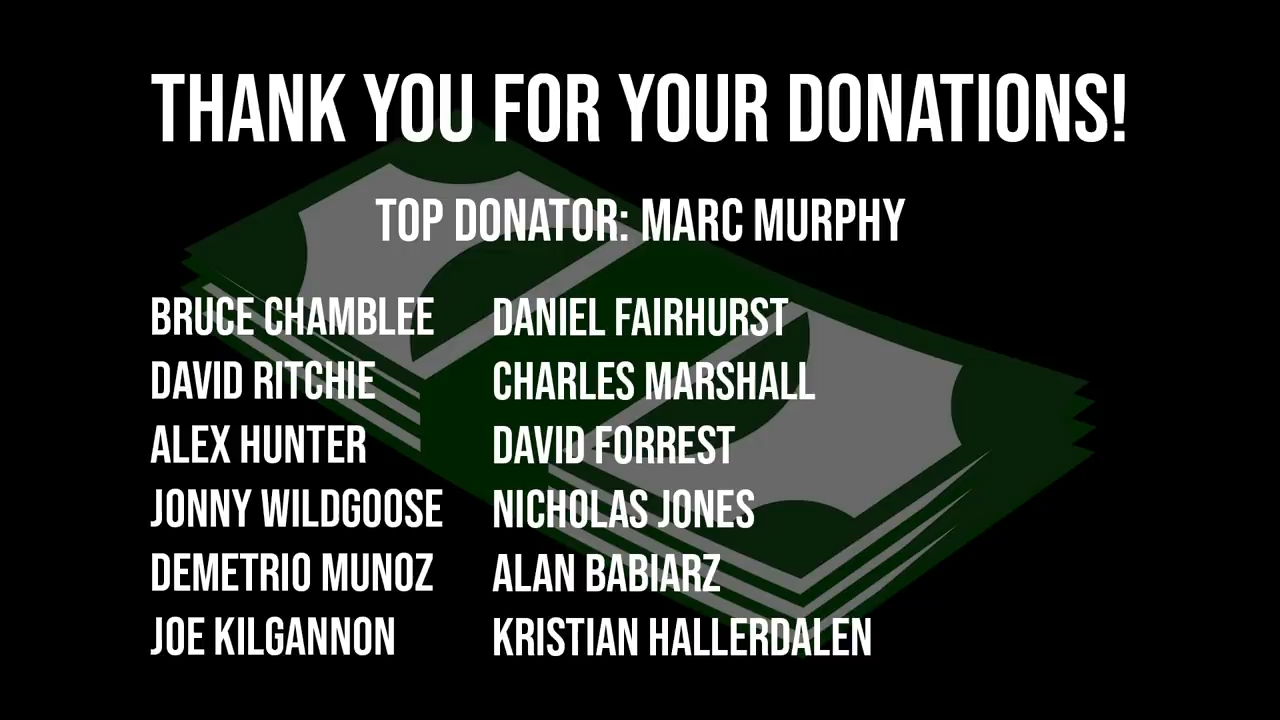 THANK YOU FOR YOUR DONATIONS!
TOP DONATOR: MARC MURPHY
BRUCE CHAMBLEE
DAVID RITCHIE
ALEX HUNTER
JONNY WILDGOOSE
DEMETRIO MUNOZ
JOE KILGANNON
DANIEL FAIRHURST
CHARLES MARSHALL
DAVID FORREST
NICHOLAS JONES
ALAN BABIARZ
KRISTIAN HALLERDALEN